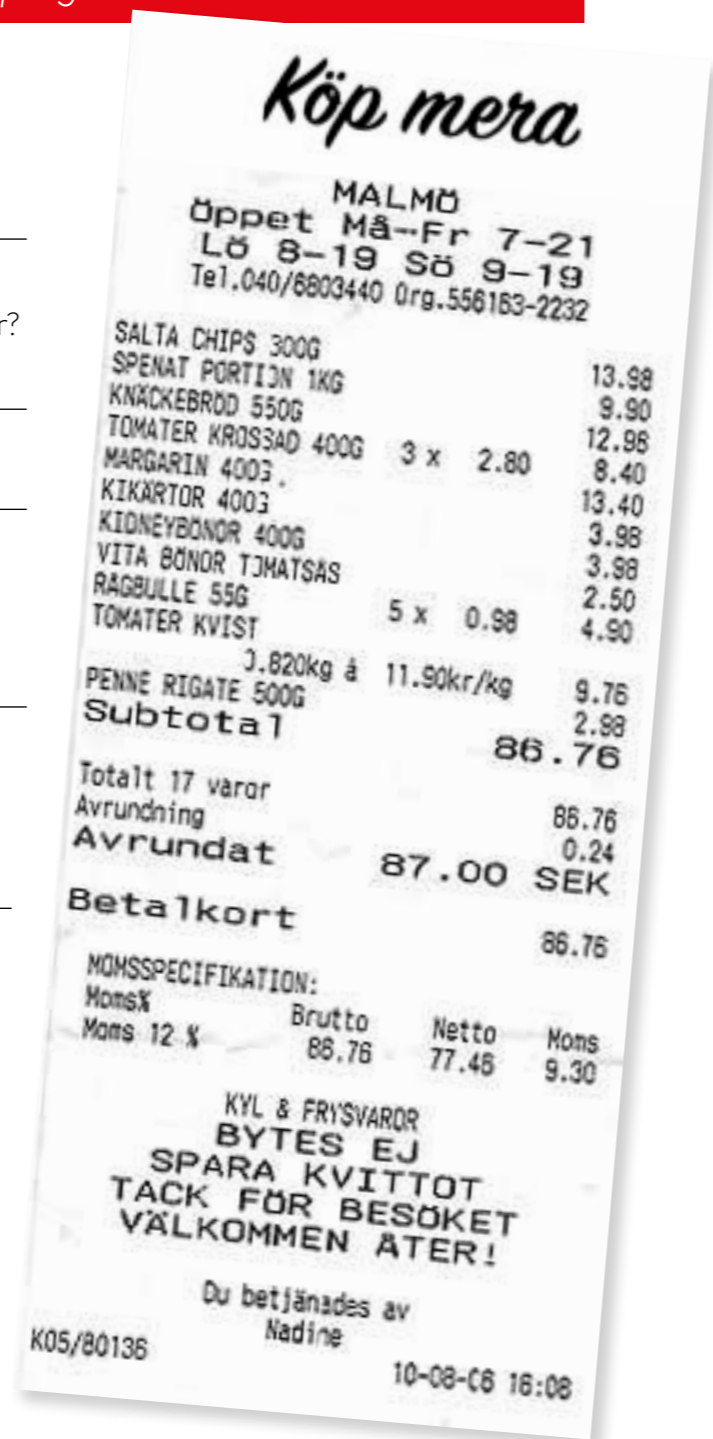 Köp mera
MALMÖ
Öppet Må-Fr 7-21
Lö 8-19 Sö 9-19
Tel.040/6803440 Org.556163-2232
r?
SALTA CHIPS 300G 13.98
SPENAT PORTION 1KG 9.90
KNÄCKEBRÖD 550G 12.98
TOMATER KROSSAD 400G 3 x 2.80 8.40
MARGARIN 400G. 13.40
KIKÄRTOR 400G 3.98
KIDNEYBÖNOR 400G 3.98
VITA BÖNOR TOMATSÅS 2.50
RÅGBULLE 55G 5 x 0.98 4.90
TOMATER KVIST
0.820kg à 11.90kr/kg 9.76
PENNE RIGATE 500G 2.98
Subtotal 86.76
Totalt 17 varor 86.76
Avrundning 0.24
Avrundat 87.00 SEK
Betalkort 86.76
MOMSSPECIFIKATION:
Moms% Brutto Netto Moms
Moms 12 % 86.76 77.46 9.30
KYL & FRYSVAROR
BYTES EJ
SPARA KVITTOT
TACK FÖR BESÖKET
VÄLKOMMEN ÅTER!
Du betjänades av
Nadine
K05/80136 10-08-06 16:08